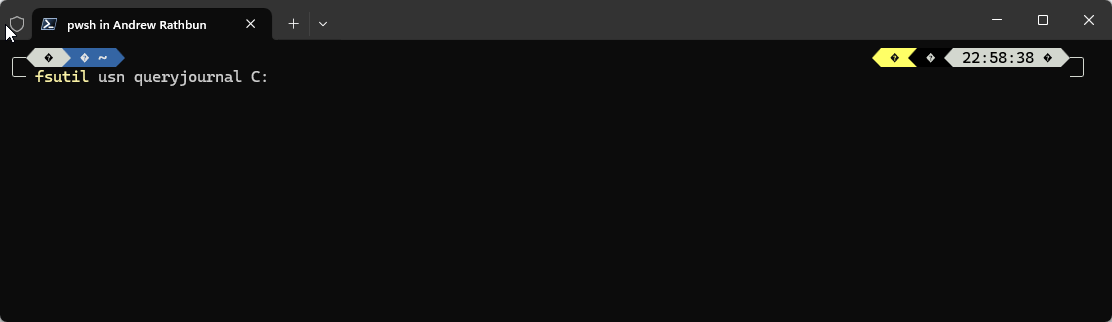 pwsh in Andrew Rathbun
~ 22:58:38
fsutil usn queryjournal C: